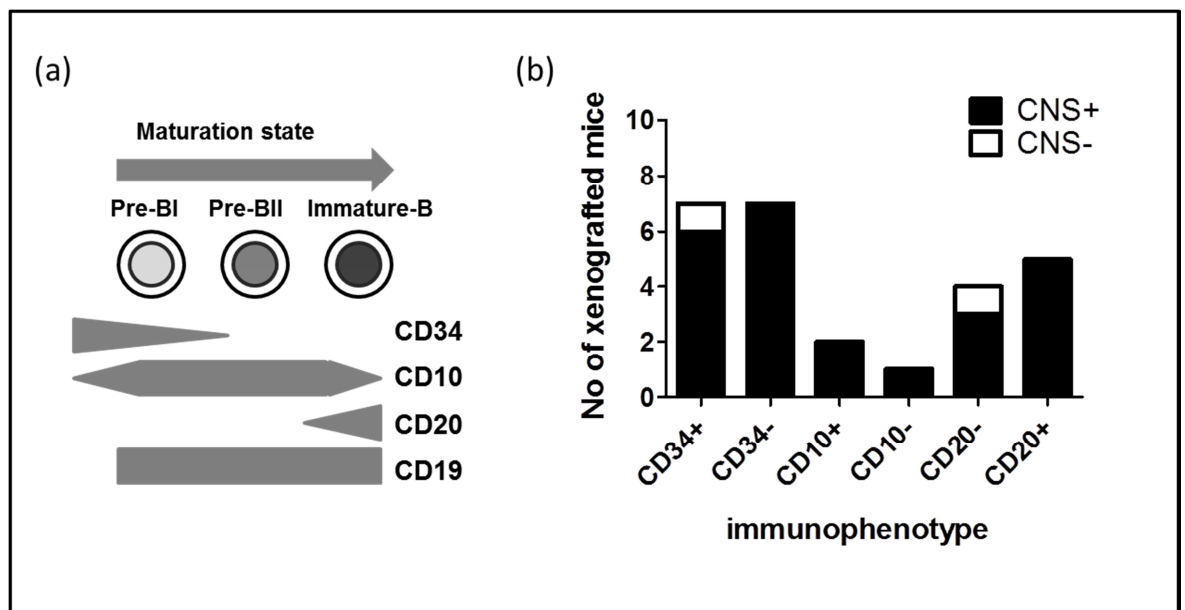 (a)
Maturation state
Pre-BI Pre-BII Immature-B
CD34
CD10
CD20
CD19
(b)
CNS+
CNS-
No of xenografted mice
10
8
6
4
2
0
CD34+ CD34- CD10+ CD10- CD20- CD20+
immunophenotype